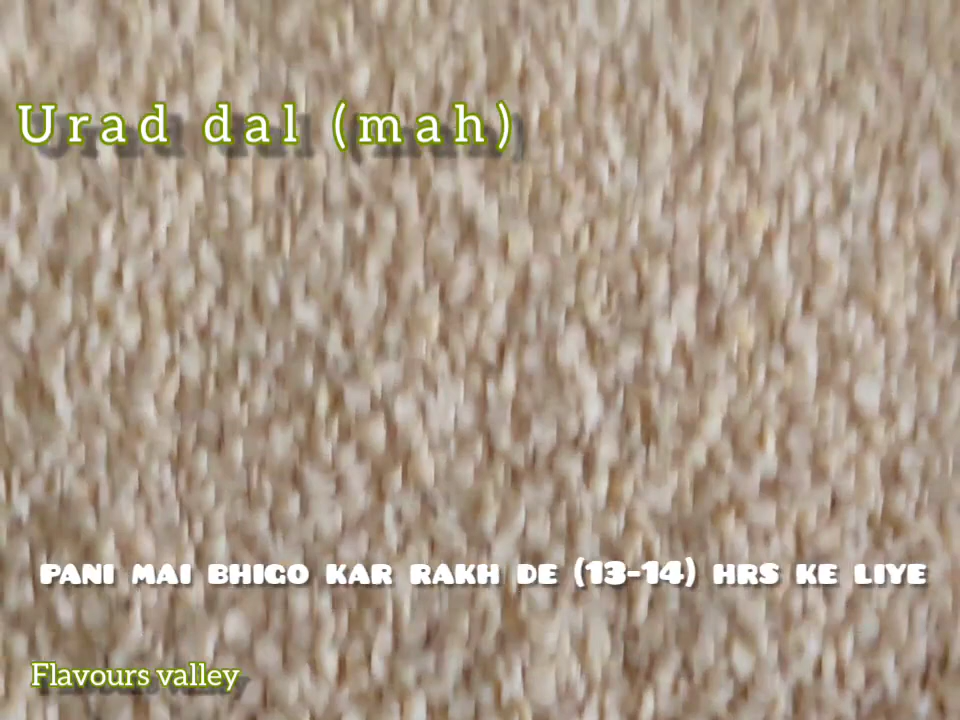 Urad dal (mah)
PANI MAI BHIGO KAR RAKH DE (13-14) HRS KE LIYE
Flavours valley